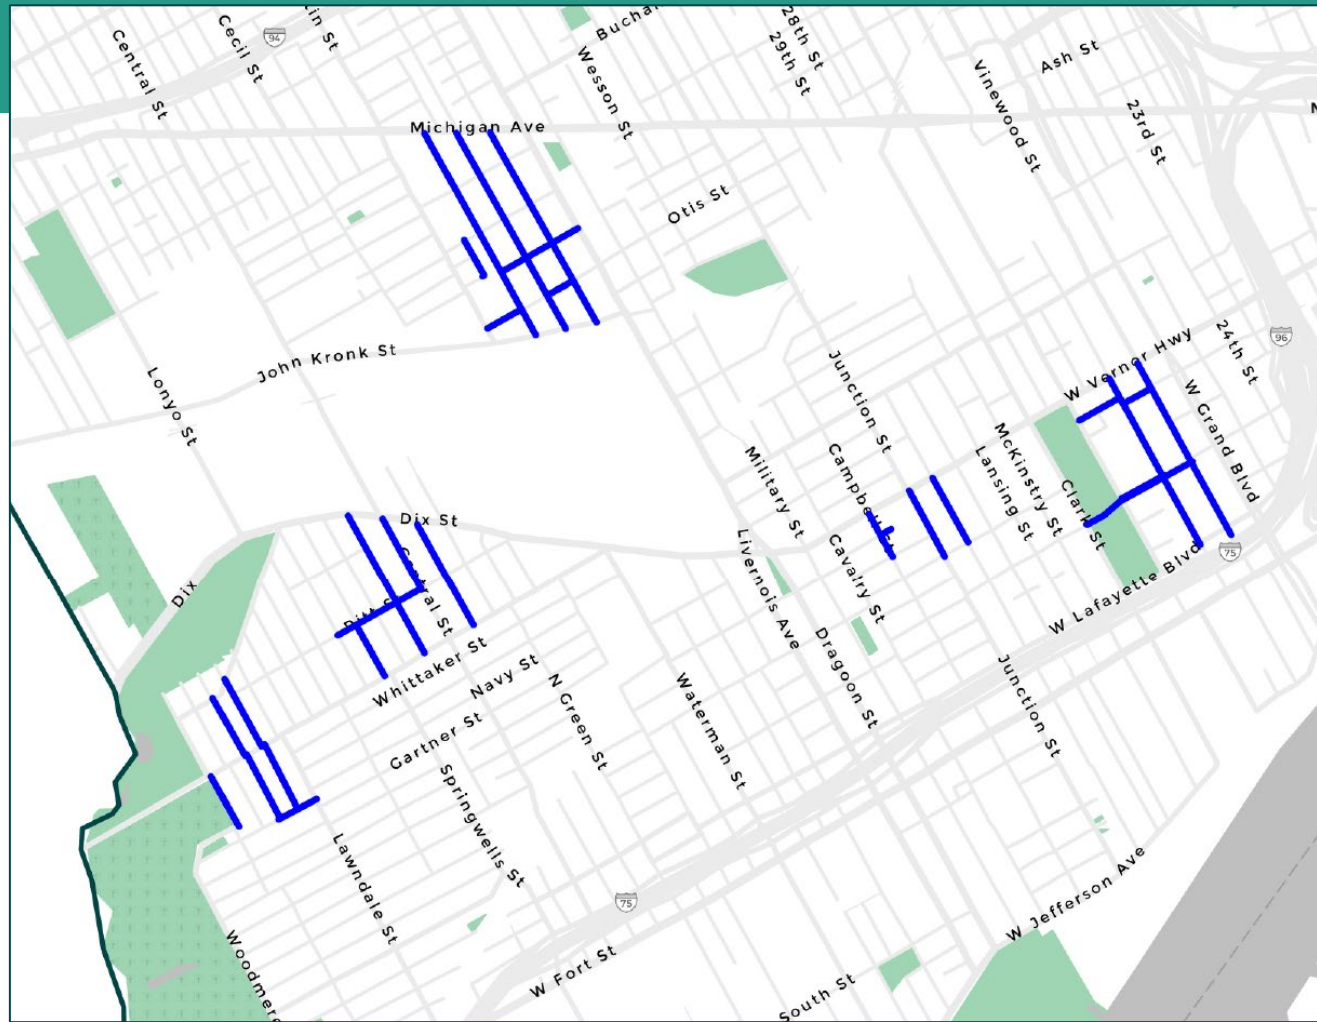 Central St
Cecil St
94
in St
Buchar
Wesson St
28th St
29th St
Ash St
Vinewood St
23rd St
Michigan Ave
Otis St
24th St
96
W Vernor Hwy
W Grand Blvd
John Kronk St
Lonyo St
Junction St
Campbell St
Military St
McKinstry St
Lansing St
Clark St
Dix St
Central St
Livernois Ave
Cavalry St
75
W Lafayette Blvd
Dix
Whittaker St
Navy St
Gartner St
N Green St
Dragoon St
Waterman St
Junction St
Springwells St
Lawndale St
75
W Jefferson Ave
W Fort St
South St
Woodmere